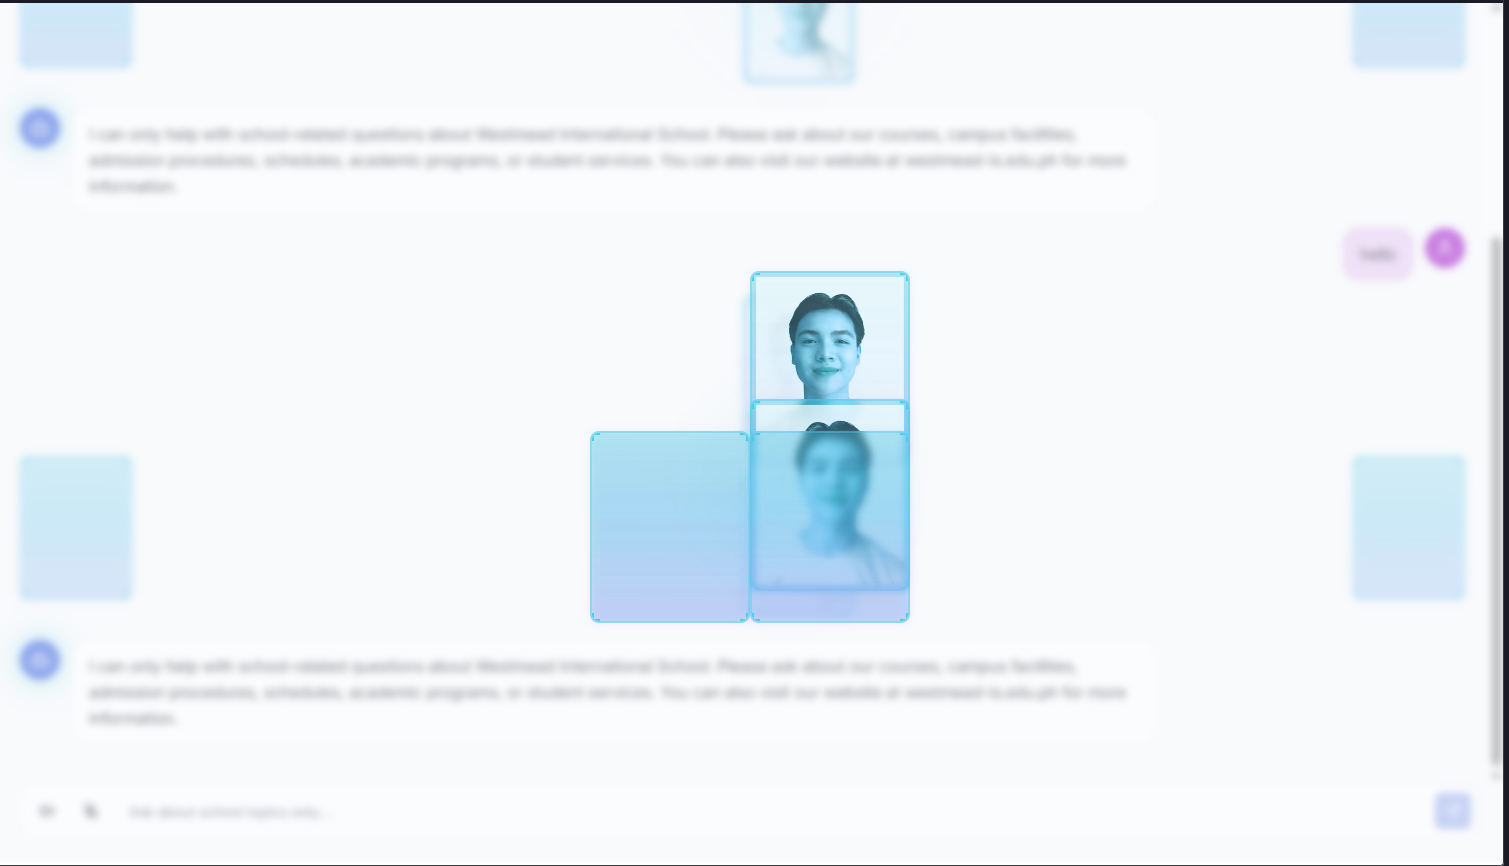 I can only help with school-related questions about Westmead International School. Please ask about our courses, campus facilities,
admission procedures, schedules, academic programs, or student services. You can also visit our website at westmead-is.edu.ph for more
information.
hello
I can only help with school-related questions about Westmead International School. Please ask about our courses, campus facilities,
admission procedures, schedules, academic programs, or student services. You can also visit our website at westmead-is.edu.ph for more
information.
Ask about school topics only...